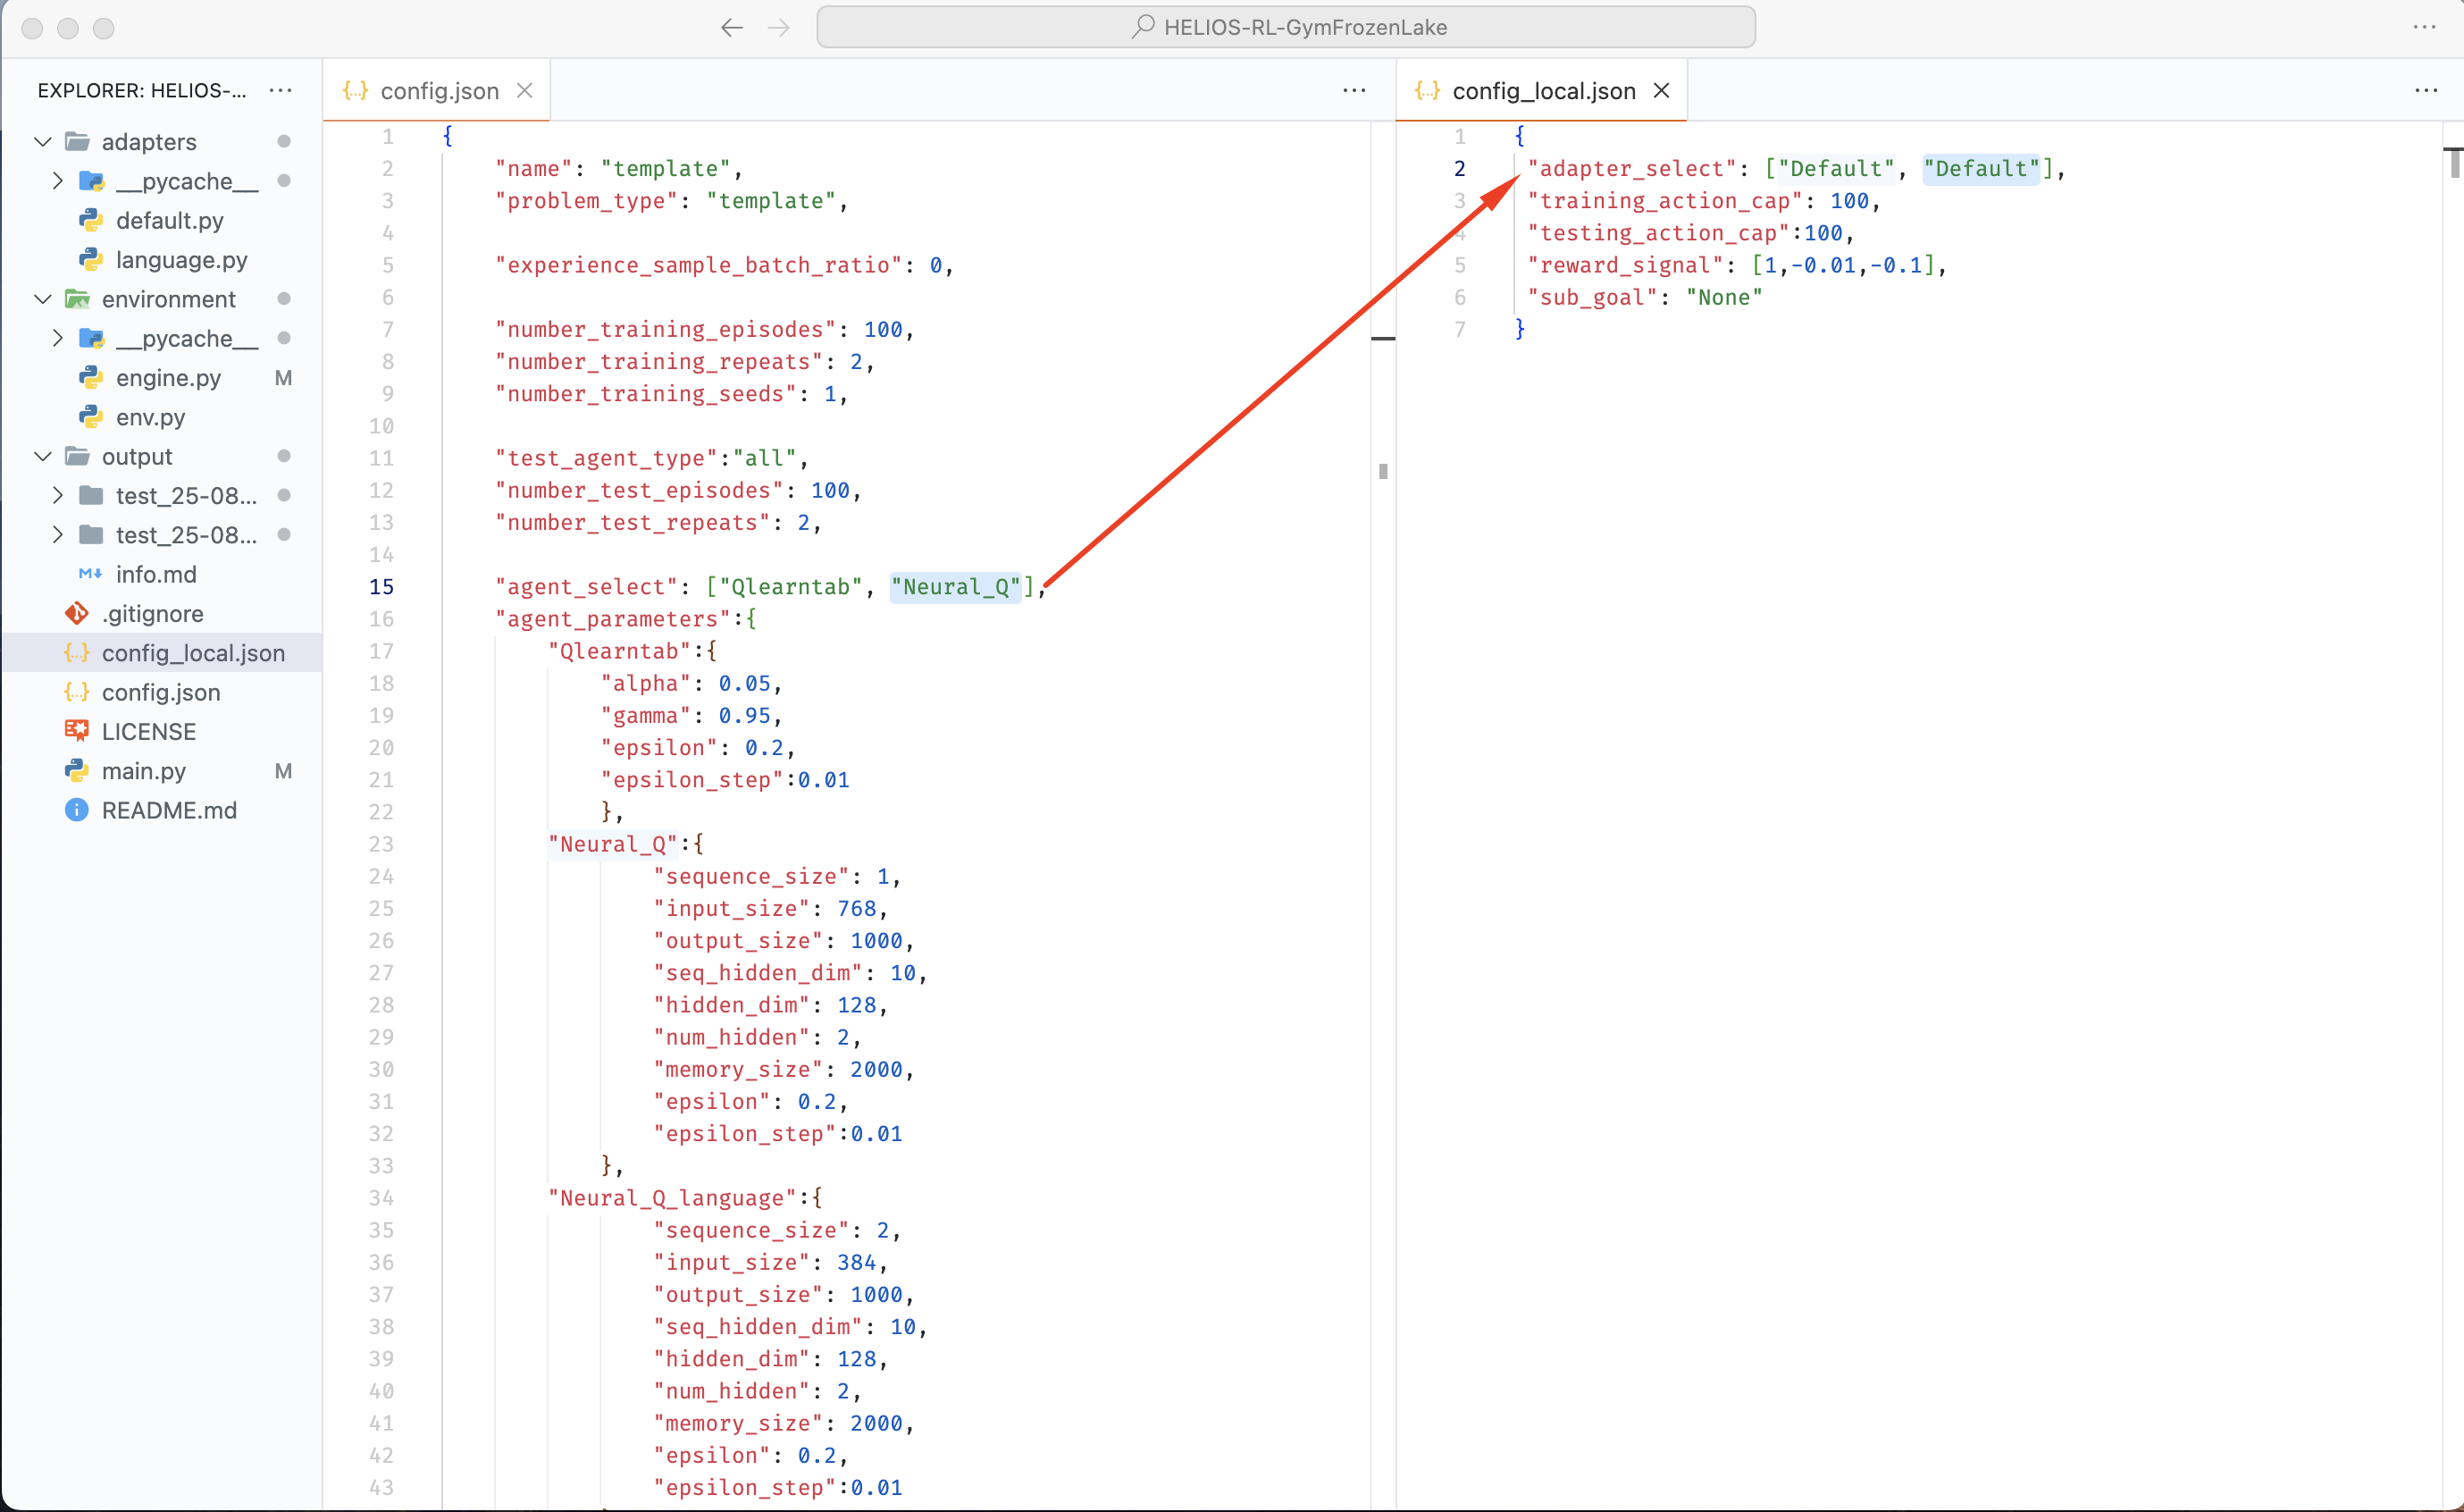 HELIOS-RL-GymFrozenLake
EXPLORER: HELIOS-...
adapters
__pycache__
default.py
language.py
environment
__pycache__
engine.py M
env.py
output
test_25-08...
test_25-08...
info.md
.gitignore
config_local.json
config.json
LICENSE
main.py M
README.md
config.json
1 {
2 "name": "template",
3 "problem_type": "template",
4
5 "experience_sample_batch_ratio": 0,
6
7 "number_training_episodes": 100,
8 "number_training_repeats": 2,
9 "number_training_seeds": 1,
10
11 "test_agent_type":"all",
12 "number_test_episodes": 100,
13 "number_test_repeats": 2,
14
15 "agent_select": ["Qlearntab", "Neural_Q"],
16 "agent_parameters":{
17 "Qlearntab":{
18 "alpha": 0.05,
19 "gamma": 0.95,
20 "epsilon": 0.2,
21 "epsilon_step":0.01
22 },
23 "Neural_Q":{
24 "sequence_size": 1,
25 "input_size": 768,
26 "output_size": 1000,
27 "seq_hidden_dim": 10,
28 "hidden_dim": 128,
29 "num_hidden": 2,
30 "memory_size": 2000,
31 "epsilon": 0.2,
32 "epsilon_step":0.01
33 },
34 "Neural_Q_language":{
35 "sequence_size": 2,
36 "input_size": 384,
37 "output_size": 1000,
38 "seq_hidden_dim": 10,
39 "hidden_dim": 128,
40 "num_hidden": 2,
41 "memory_size": 2000,
42 "epsilon": 0.2,
43 "epsilon_step":0.01
config_local.json
1 {
2 "adapter_select": ["Default", "Default"],
3 "training_action_cap": 100,
4 "testing_action_cap":100,
5 "reward_signal": [1,-0.01,-0.1],
6 "sub_goal": "None"
7 }